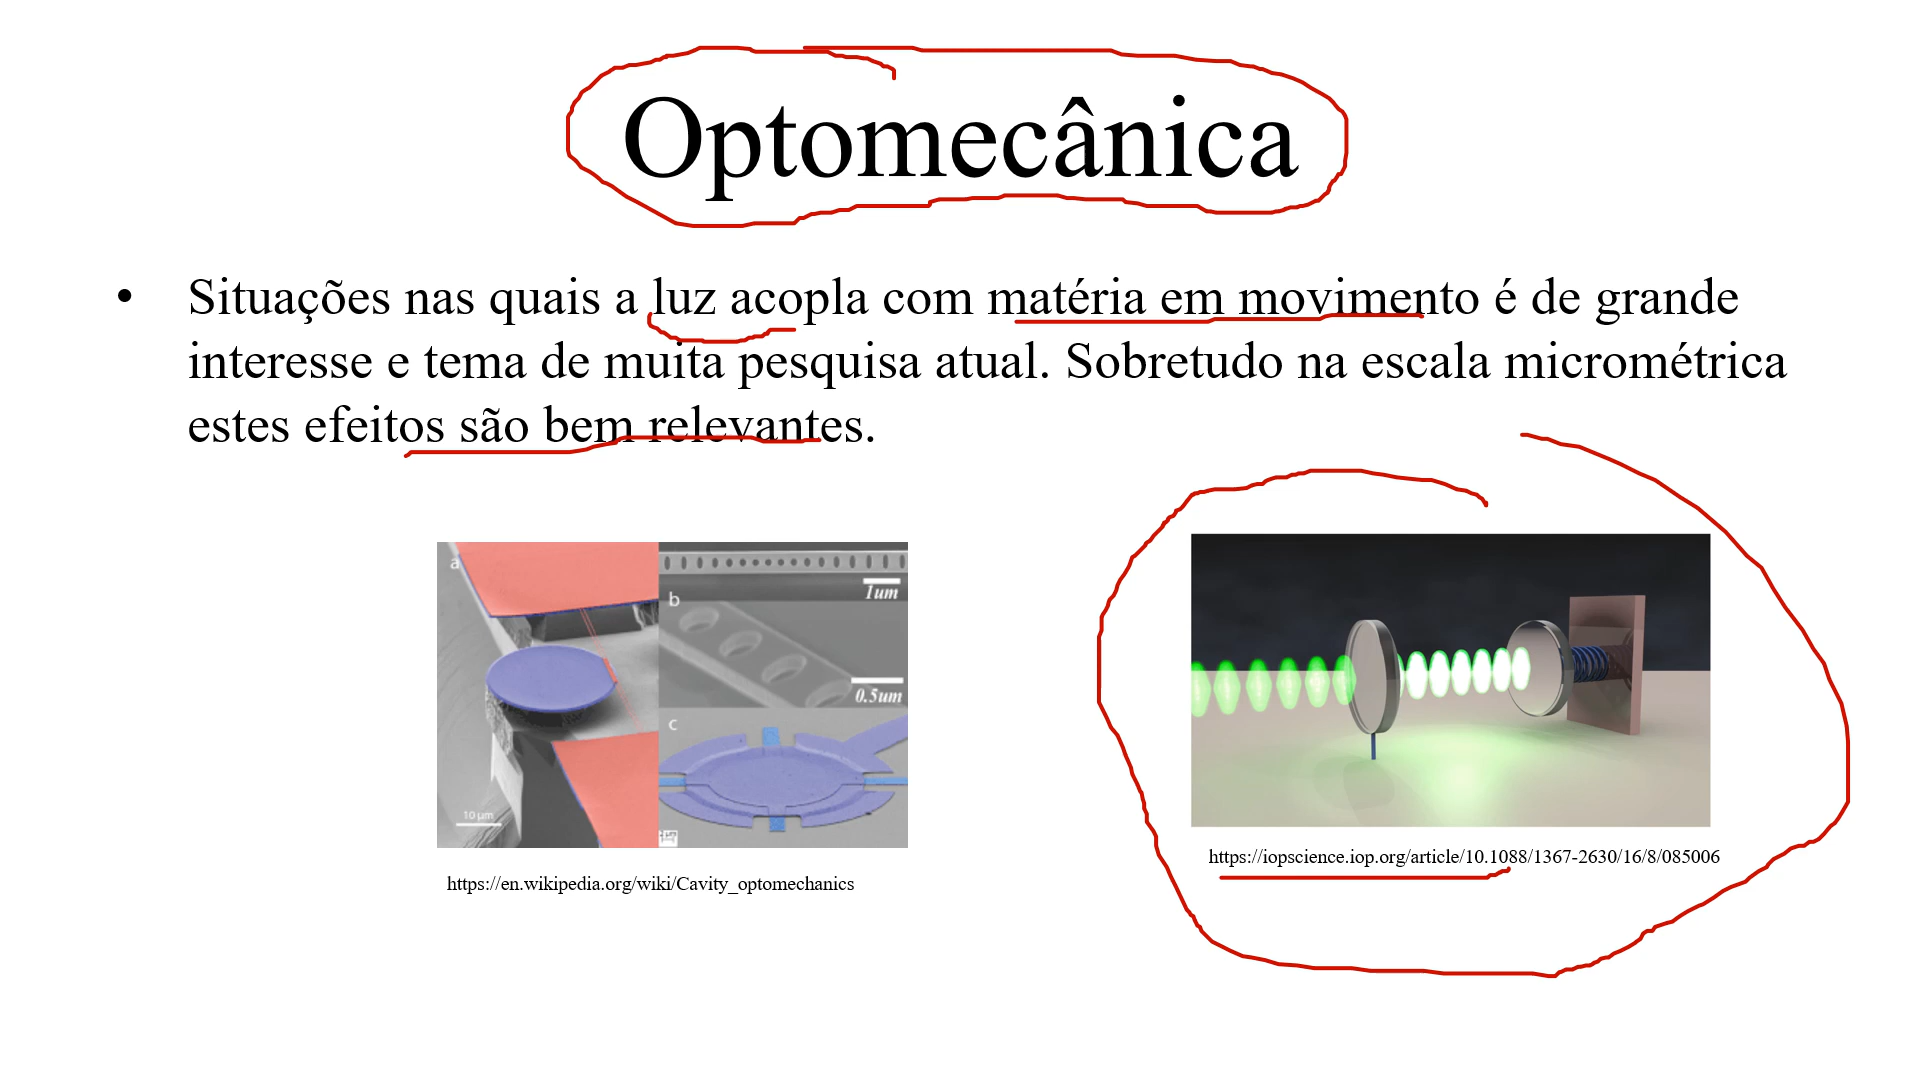 Optomecânica
• Situações nas quais a luz acopla com matéria em movimento é de grande
interesse e tema de muita pesquisa atual. Sobretudo na escala micrométrica
estes efeitos são bem relevantes.
a
10 µm
1um
b
0.5um
c
https://en.wikipedia.org/wiki/Cavity_optomechanics
https://iopscience.iop.org/article/10.1088/1367-2630/16/8/085006